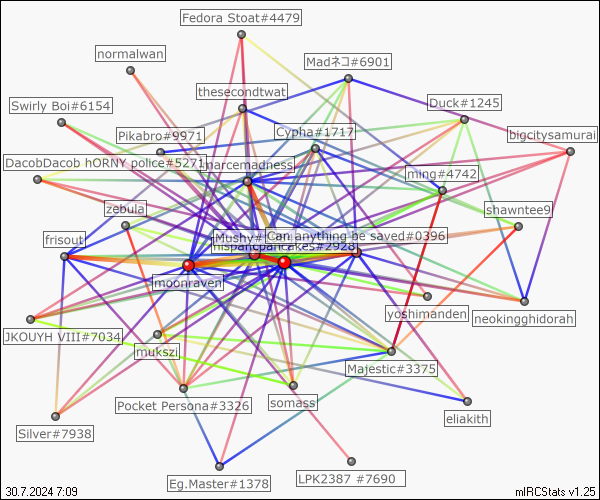 Fedora Stoat#4479
normalwan
Madネコ#6901
thesecondtwat
Swirly Boi#6154
Duck#1245
Pikabro#9971
Cypha#1717
bigcitysamurai
DacobDacob hORNY police#5271
marcemadness
ming#4742
zebula
shawntee9
frisout
Mushy#
Can anything be saved#0396
hispanicpancakes#2928
moonraven
yoshimanden
neokingghidorah
JKOUYH VIII#7034
mukszi
Majestic#3375
Pocket Persona#3326
somass
eliakith
Silver#7938
Eg.Master#1378
LPK2387 #7690
30.7.2024 7:09
mIRCStats v1.25